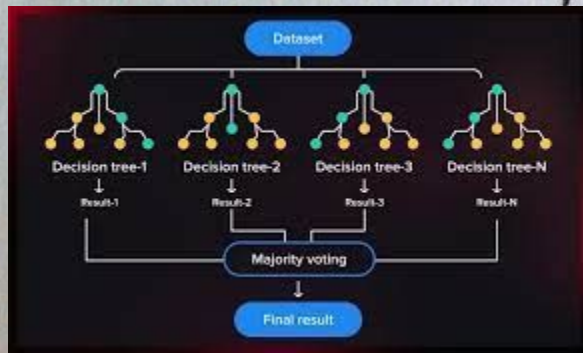 Dataset
Decision tree-1 Decision tree-2 Decision tree-3 Decision tree-N
Result-1 Result-2 Result-3 Result-N
Majority voting
Final result